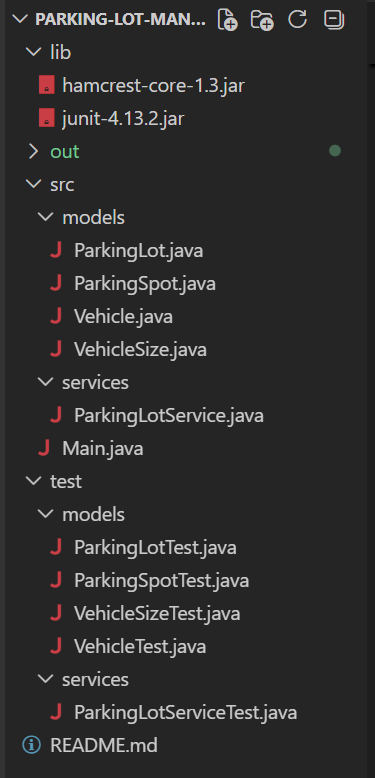 PARKING-LOT-MAN...
lib
hamcrest-core-1.3.jar
junit-4.13.2.jar
out
src
models
J ParkingLot.java
J ParkingSpot.java
J Vehicle.java
J VehicleSize.java
services
J ParkingLotService.java
J Main.java
test
models
J ParkingLotTest.java
J ParkingSpotTest.java
J VehicleSizeTest.java
J VehicleTest.java
services
J ParkingLotServiceTest.java
README.md